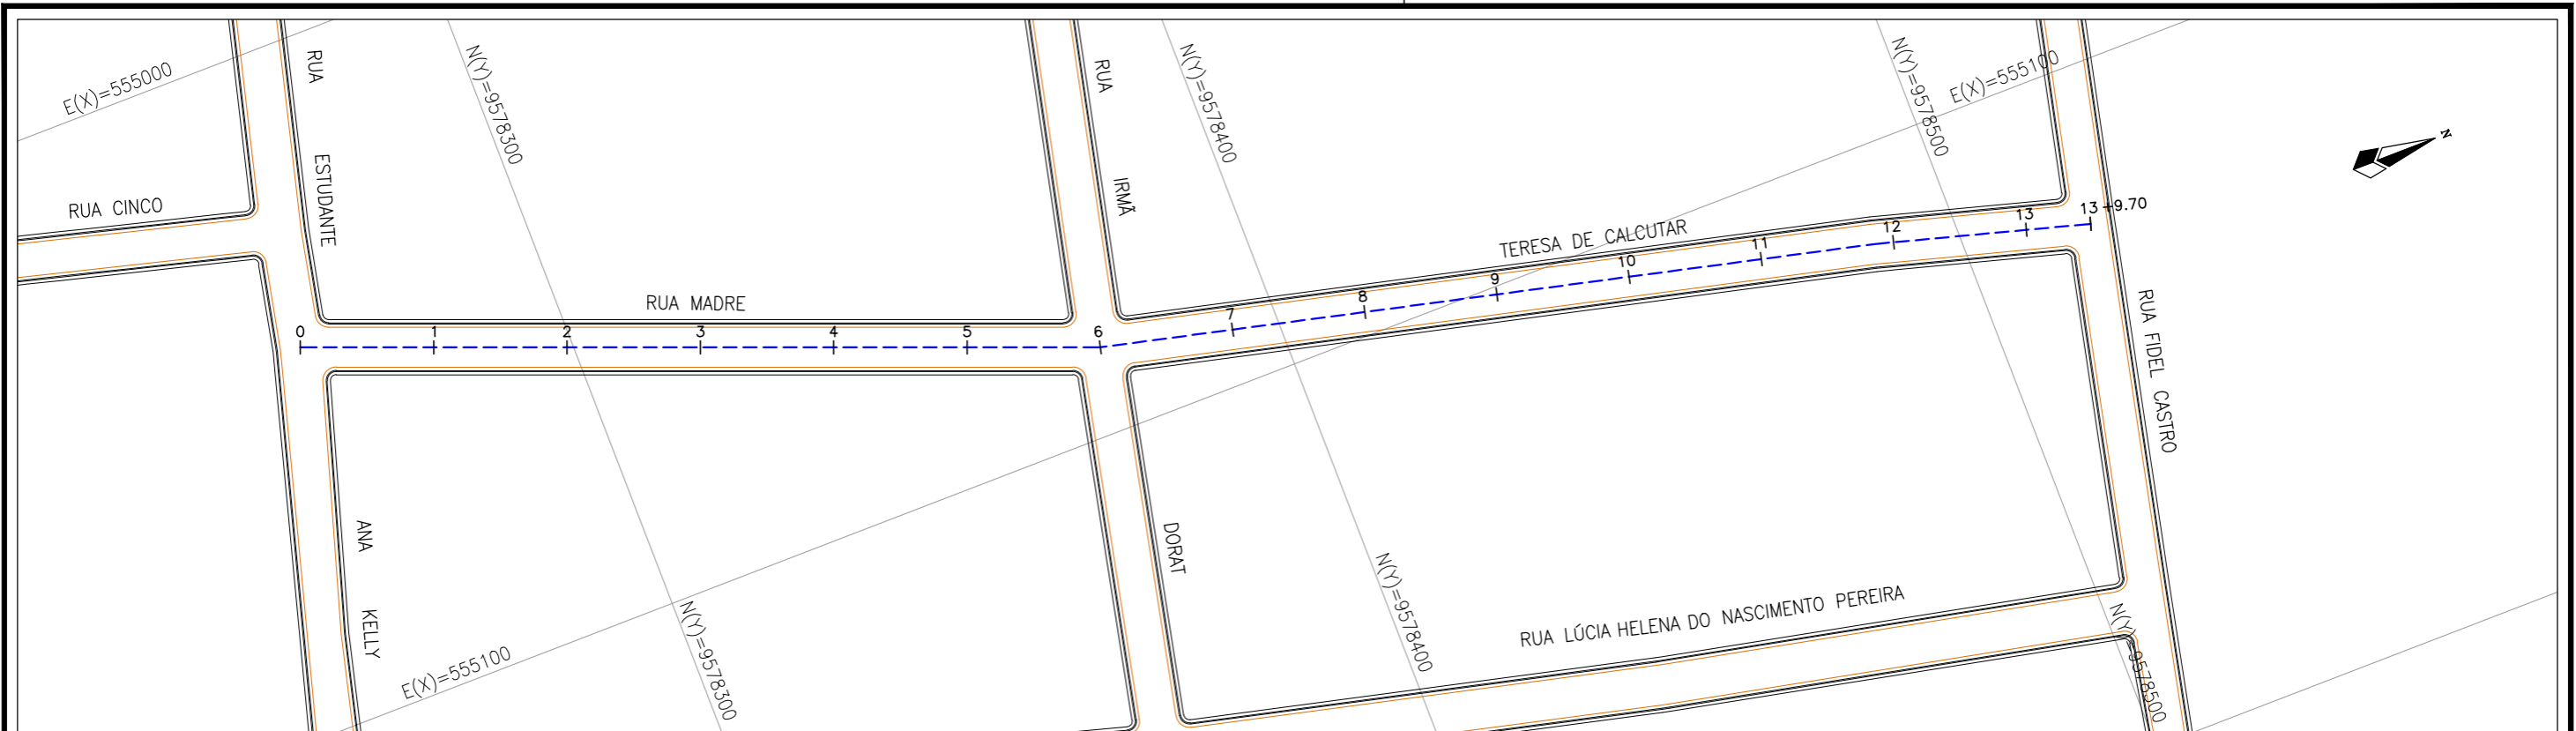 E(X)=555000
RUA
ESTUDANTE
N(Y)=9578300
RUA
IRMÃ
N(Y)=9578400
N(Y)=9578500
E(X)=555100
N
RUA CINCO
13 +9.70
TERESA DE CALCUTAR
RUA MADRE
0
1
2
3
4
5
6
7
8
9
10
11
12
13
RUA FIDEL CASTRO
ANA
KELLY
DORAT
E(X)=555100
N(Y)=9578300
N(Y)=9578400
RUA LÚCIA HELENA DO NASCIMENTO PEREIRA
N(Y)=9578500